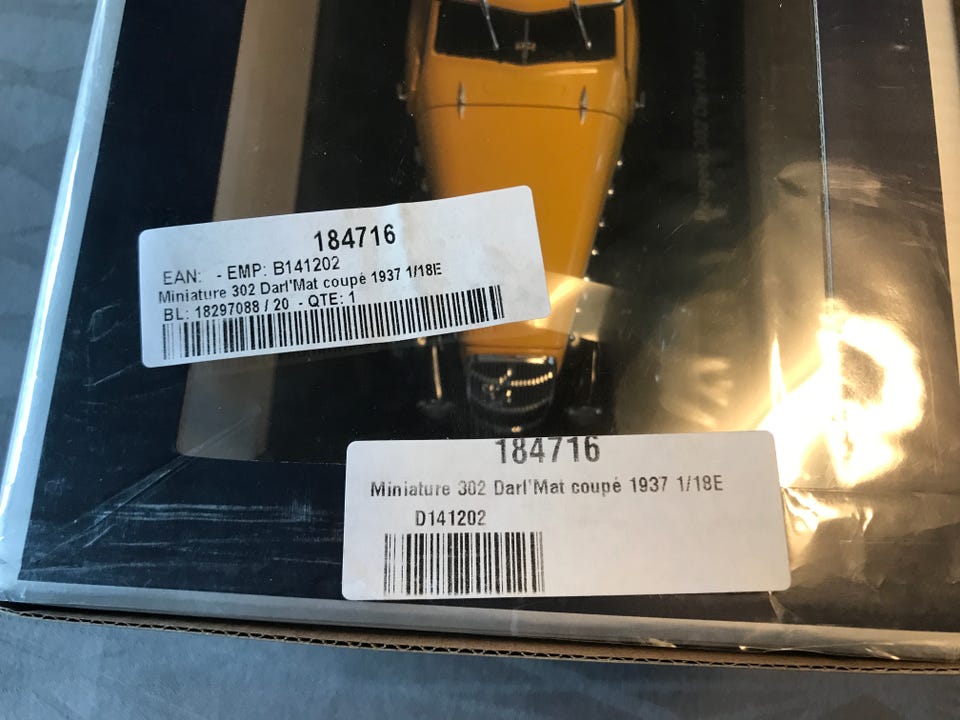 184716
EAN: - EMP: B141202
Miniature 302 Darl'Mat coupé 1937 1/18E
BL: 18297088 / 20 - QTE: 1
184716
Miniature 302 Darl'Mat coupé 1937 1/18E
D141202